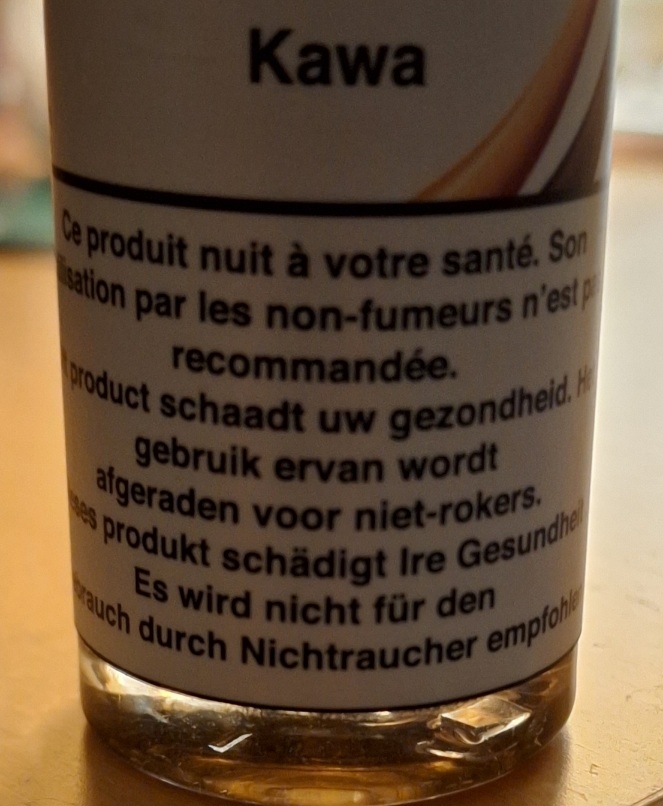 Kawa
Ce produit nuit à votre santé. Son
par les non-fumeurs n'est
recommandée.
product schaadt uw gezondheid.
gebruik ervan wordt
afgeraden voor niet-rokers.
produkt schädigt Ire Gesundheit
Es wird nicht für den
durch Nichtraucher